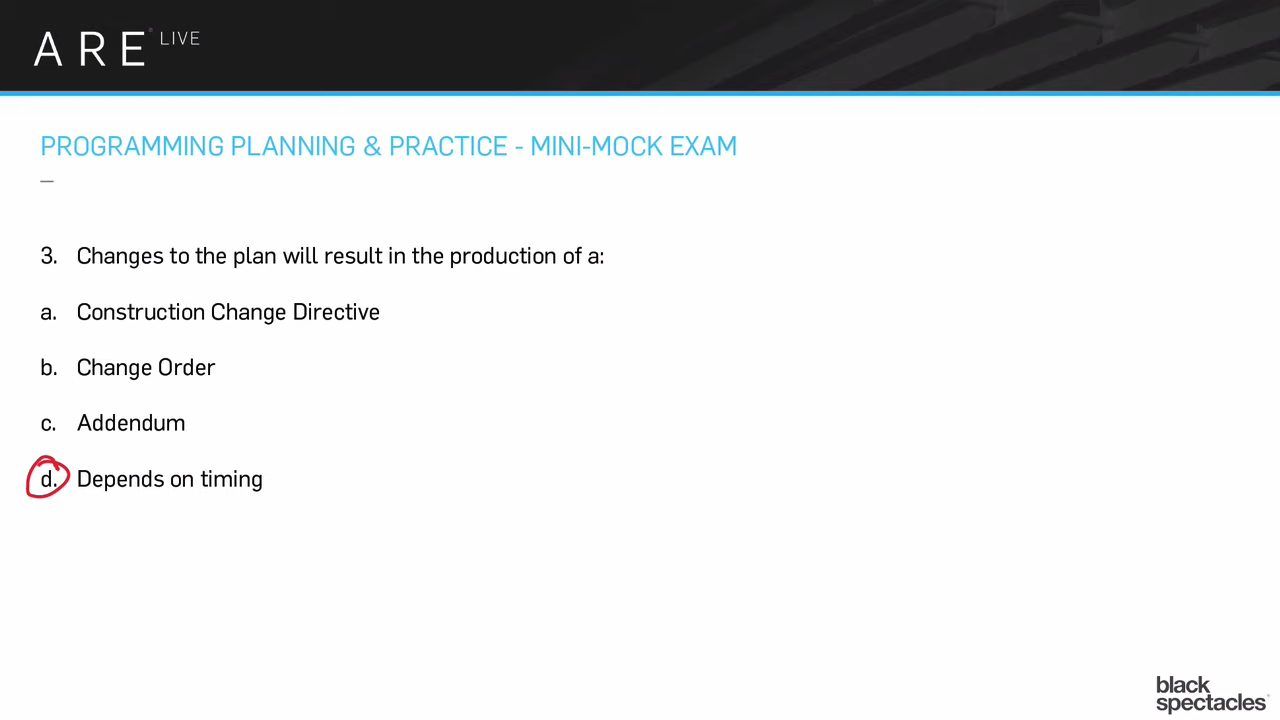 ARE LIVE
PROGRAMMING PLANNING & PRACTICE - MINI-MOCK EXAM
—
3. Changes to the plan will result in the production of a:
a. Construction Change Directive
b. Change Order
c. Addendum
d. Depends on timing
black
spectacles